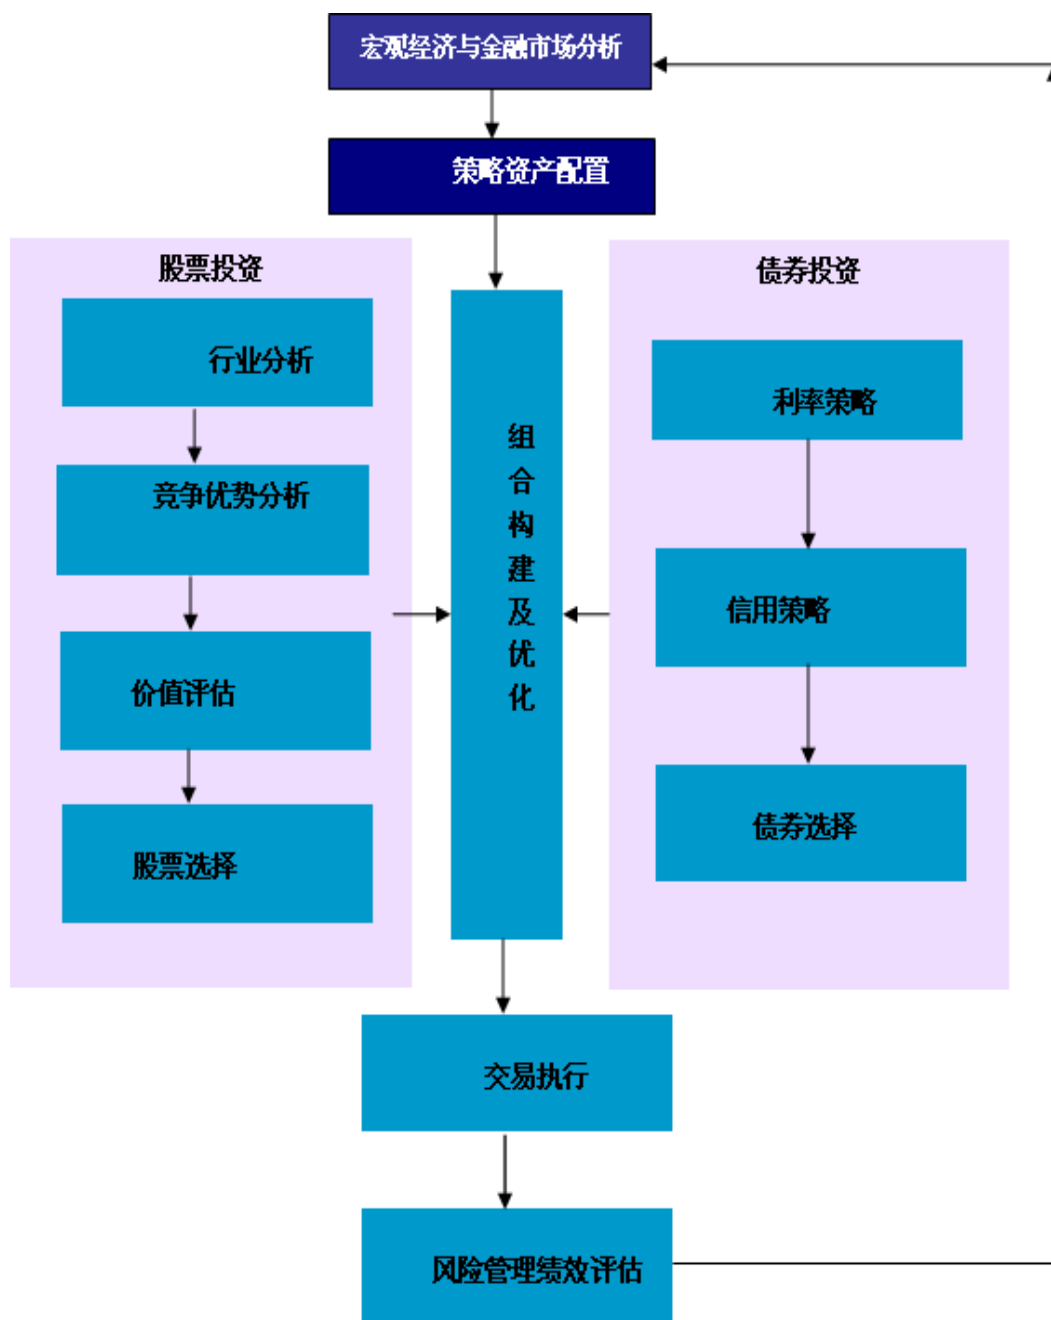 宏观经济与金融市场分析
策略资产配置
股票投资
行业分析
竞争优势分析
价值评估
股票选择
组
合
构
建
及
优
化
债券投资
利率策略
信用策略
债券选择
交易执行
风险管理绩效评估